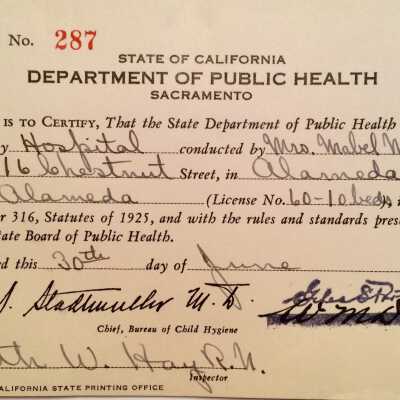 No. 287
STATE OF CALIFORNIA
DEPARTMENT OF PUBLIC HEALTH
SACRAMENTO
IS TO CERTIFY, That the State Department of Public Health
y Hospital conducted by Mrs. Mabel
16 Chestnut Street, in Alameda
Alameda (License No. 60-10 beds), i
r 316, Statutes of 1925, and with the rules and standards pres
tate Board of Public Health.
ed this 30th day of June
Stadmuller M.D.
Chief, Bureau of Child Hygiene
W. Hay R.N.
Inspector
CALIFORNIA STATE PRINTING OFFICE